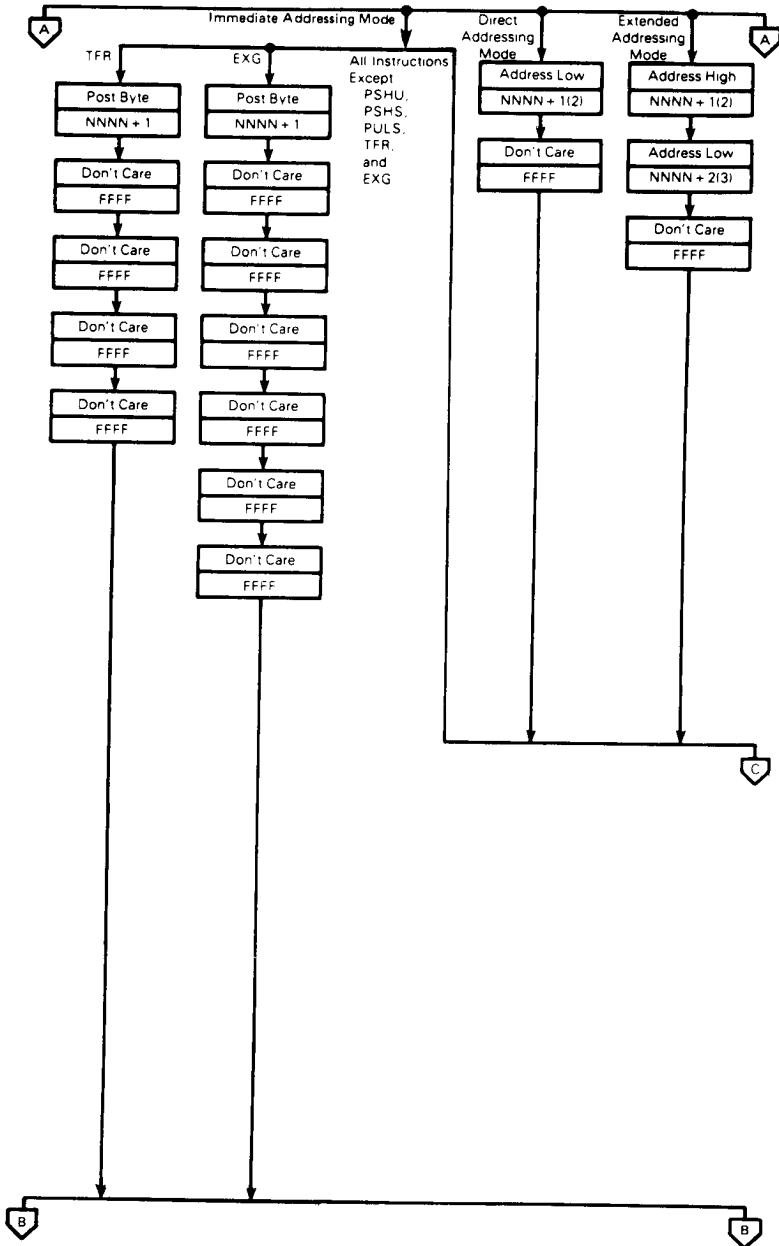 A
Immediate Addressing Mode
Direct
Addressing
Mode
Extended
Addressing
Mode
A
TFR
Post Byte
NNNN + 1
Don't Care
FFFF
Don't Care
FFFF
Don't Care
FFFF
Don't Care
FFFF
EXG
Post Byte
NNNN + 1
Don't Care
FFFF
Don't Care
FFFF
Don't Care
FFFF
Don't Care
FFFF
Don't Care
FFFF
Don't Care
FFFF
All Instructions
Except
PSHU,
PSHS,
PULS,
TFR,
and
EXG
Address Low
NNNN + 1(2)
Don't Care
FFFF
Address High
NNNN + 1(2)
Address Low
NNNN + 2(3)
Don't Care
FFFF
C
B
B